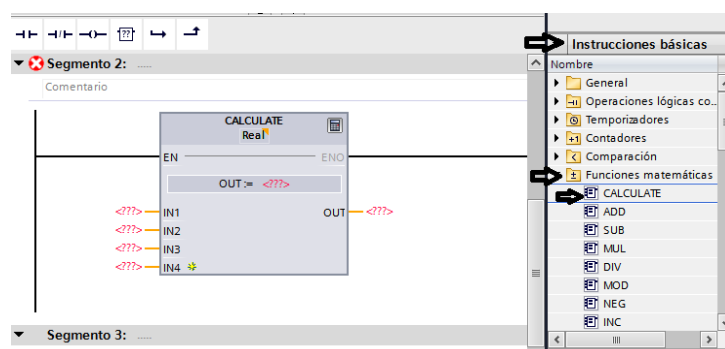 ??
Segmento 2: .....
Comentario
CALCULATE
Real
EN
ENO
OUT := <???>
<???> IN1
OUT <???>
<???> IN2
<???> IN3
<???> IN4
Segmento 3: .....
Instrucciones básicas
Nombre
General
Operaciones lógicas co..
Temporizadores
+1 Contadores
Comparación
Funciones matemáticas
CALCULATE
ADD
SUB
MUL
DIV
MOD
NEG
INC